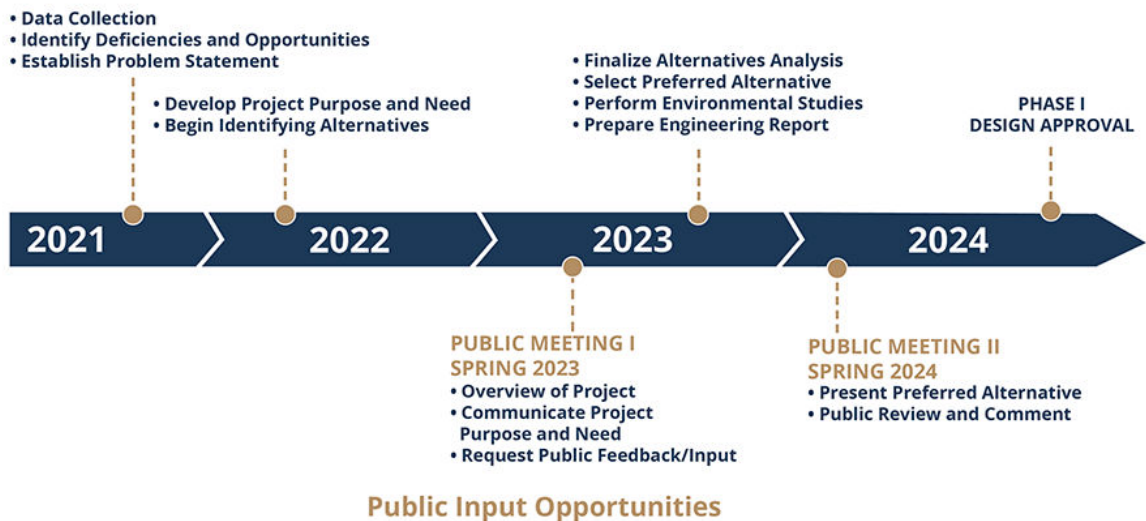 • Data Collection
• Identify Deficiencies and Opportunities
• Establish Problem Statement
• Develop Project Purpose and Need
• Begin Identifying Alternatives
• Finalize Alternatives Analysis
• Select Preferred Alternative
• Perform Environmental Studies
• Prepare Engineering Report
PHASE I
DESIGN APPROVAL
2021
2022
2023
2024
PUBLIC MEETING I
SPRING 2023
• Overview of Project
• Communicate Project
Purpose and Need
• Request Public Feedback/Input
PUBLIC MEETING II
SPRING 2024
• Present Preferred Alternative
• Public Review and Comment
Public Input Opportunities